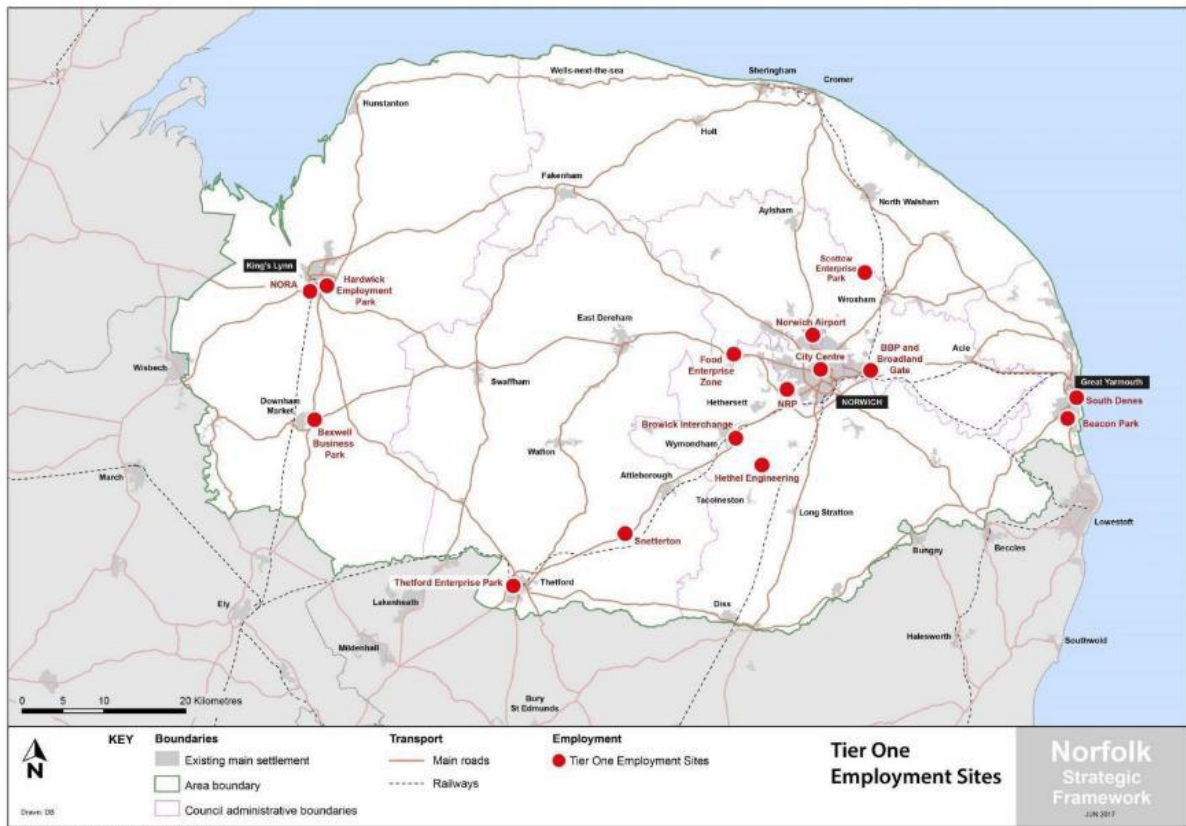 Wells-next-the-sea
Sheringham
Cromer
Hunstanton
Holt
Fakenham
North Walsham
Aylsham
Scottow
Enterprise
Park
King's Lynn
NORA
Hardwick
Employment
Park
Wroxham
East Dereham
Norwich Airport
City Centre
BBP and
Broadland
Gate
Acle
Food
Enterprise
Zone
Wisbech
Swaffham
Great Yarmouth
South Denes
Beacon Park
Downham
Market
Bexwell
Business
Park
Hethersett
NRP
NORWICH
Browick Interchange
Wymondham
Watton
Attleborough
Hethel Engineering
Tacolneston
Long Stratton
March
Snetterton
Lowestoft
Bungay
Beccles
Thetford Enterprise Park
Thetford
Lakenheath
Diss
Ely
Halesworth
Southwold
Mildenhall
Bury
St Edmunds
0 5 10 20 Kilometres
N
Drawn: DB
KEY
Boundaries
Existing main settlement
Area boundary
Council administrative boundaries
Transport
Main roads
Railways
Employment
Tier One Employment Sites
Tier One
Employment Sites
Norfolk
Strategic
Framework
JUN 2017